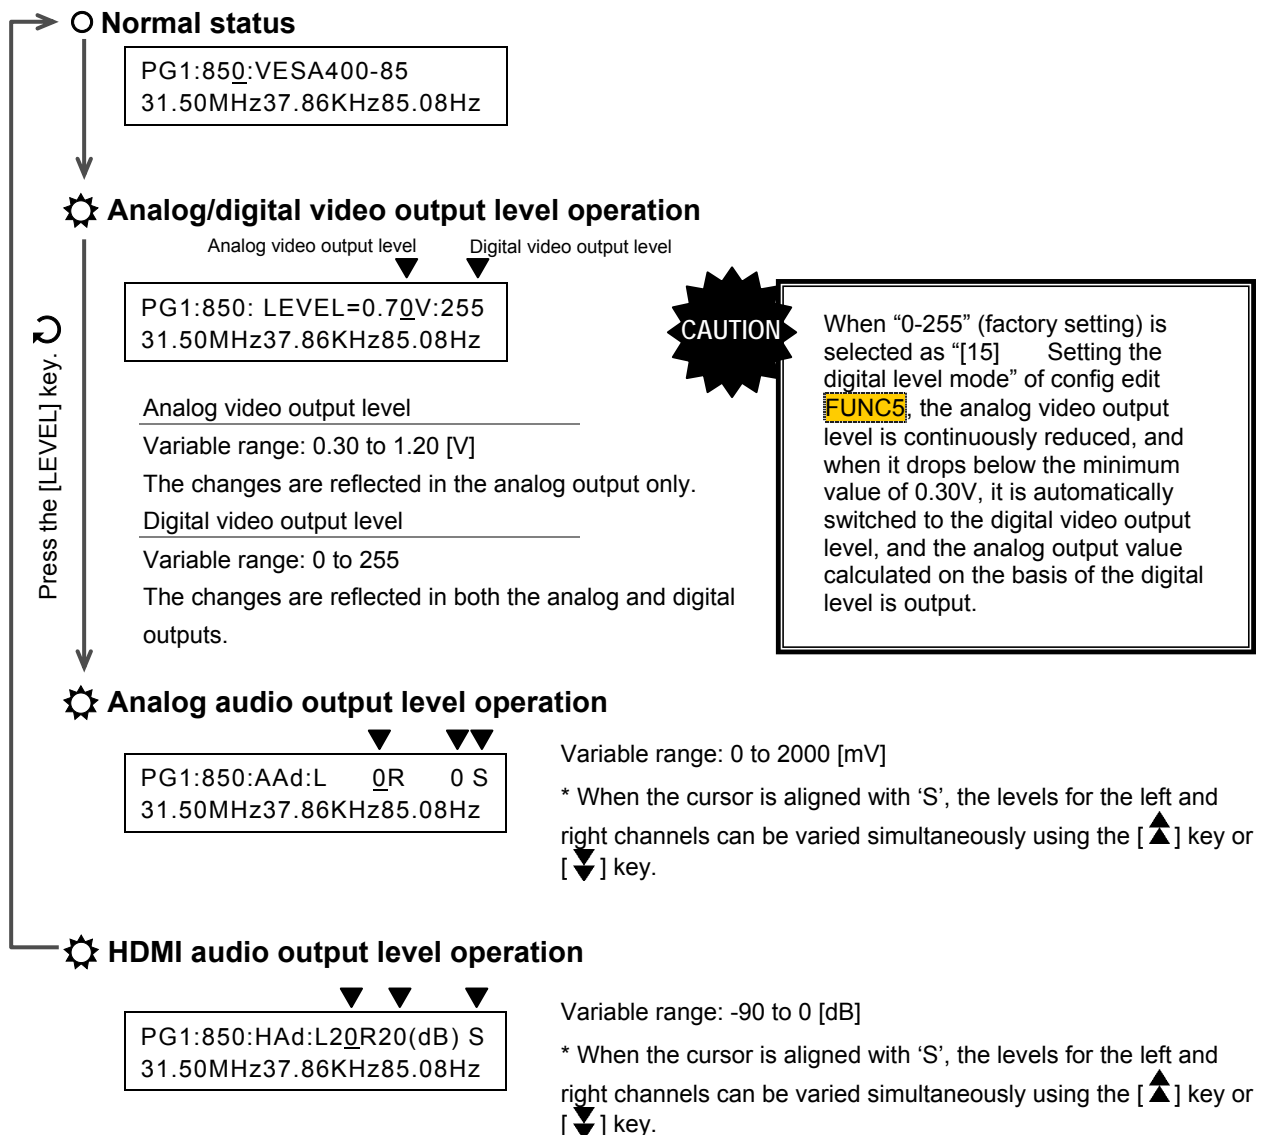 Normal status
PG1:850:VESA400-85
31.50MHz37.86KHz85.08Hz
Press the [LEVEL] key.
Analog/digital video output level operation
Analog video output level
Digital video output level
PG1:850: LEVEL=0.70V:255
31.50MHz37.86KHz85.08Hz
Analog video output level
Variable range: 0.30 to 1.20 [V]
The changes are reflected in the analog output only.
Digital video output level
Variable range: 0 to 255
The changes are reflected in both the analog and digital
outputs.
CAUTION
When “0-255” (factory setting) is
selected as “[15] Setting the
digital level mode” of config edit
FUNC5, the analog video output
level is continuously reduced, and
when it drops below the minimum
value of 0.30V, it is automatically
switched to the digital video output
level, and the analog output value
calculated on the basis of the digital
level is output.
Analog audio output level operation
PG1:850:AAd:L 0R 0 S
31.50MHz37.86KHz85.08Hz
Variable range: 0 to 2000 [mV]
* When the cursor is aligned with ‘S’, the levels for the left and
right channels can be varied simultaneously using the [ ] key or
[ ] key.
HDMI audio output level operation
PG1:850:HAd:L20R20(dB) S
31.50MHz37.86KHz85.08Hz
Variable range: -90 to 0 [dB]
* When the cursor is aligned with ‘S’, the levels for the left and
right channels can be varied simultaneously using the [ ] key or
[ ] key.